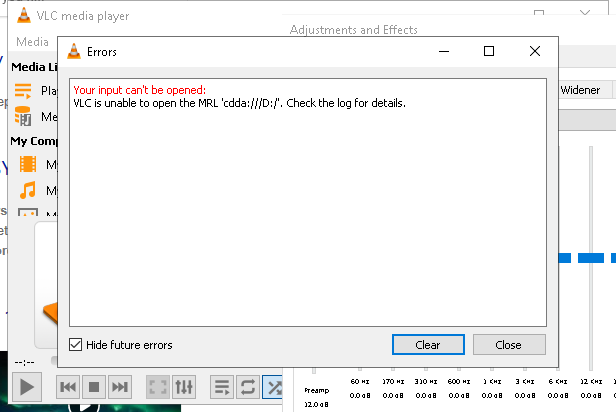 VLC media player
Adjustments and Effects
Media
Errors
Media Li
Your input can't be opened:
VLC is unable to open the MRL 'cdda:///D:/'. Check the log for details.
Play
Widener
Me
My Comp
My
My
Hide future errors
Clear
Close
--:--
60 KHz 170 Hz 310 Hz 600 Hz 1 KHz 3 KHz 6 KHz 12 KHz
Preamp
0.0 dB 0.0 dB 0.0 dB 0.0 dB 0.0 dB 0.0 dB 0.0 dB 0.0 dB
12.0 dB